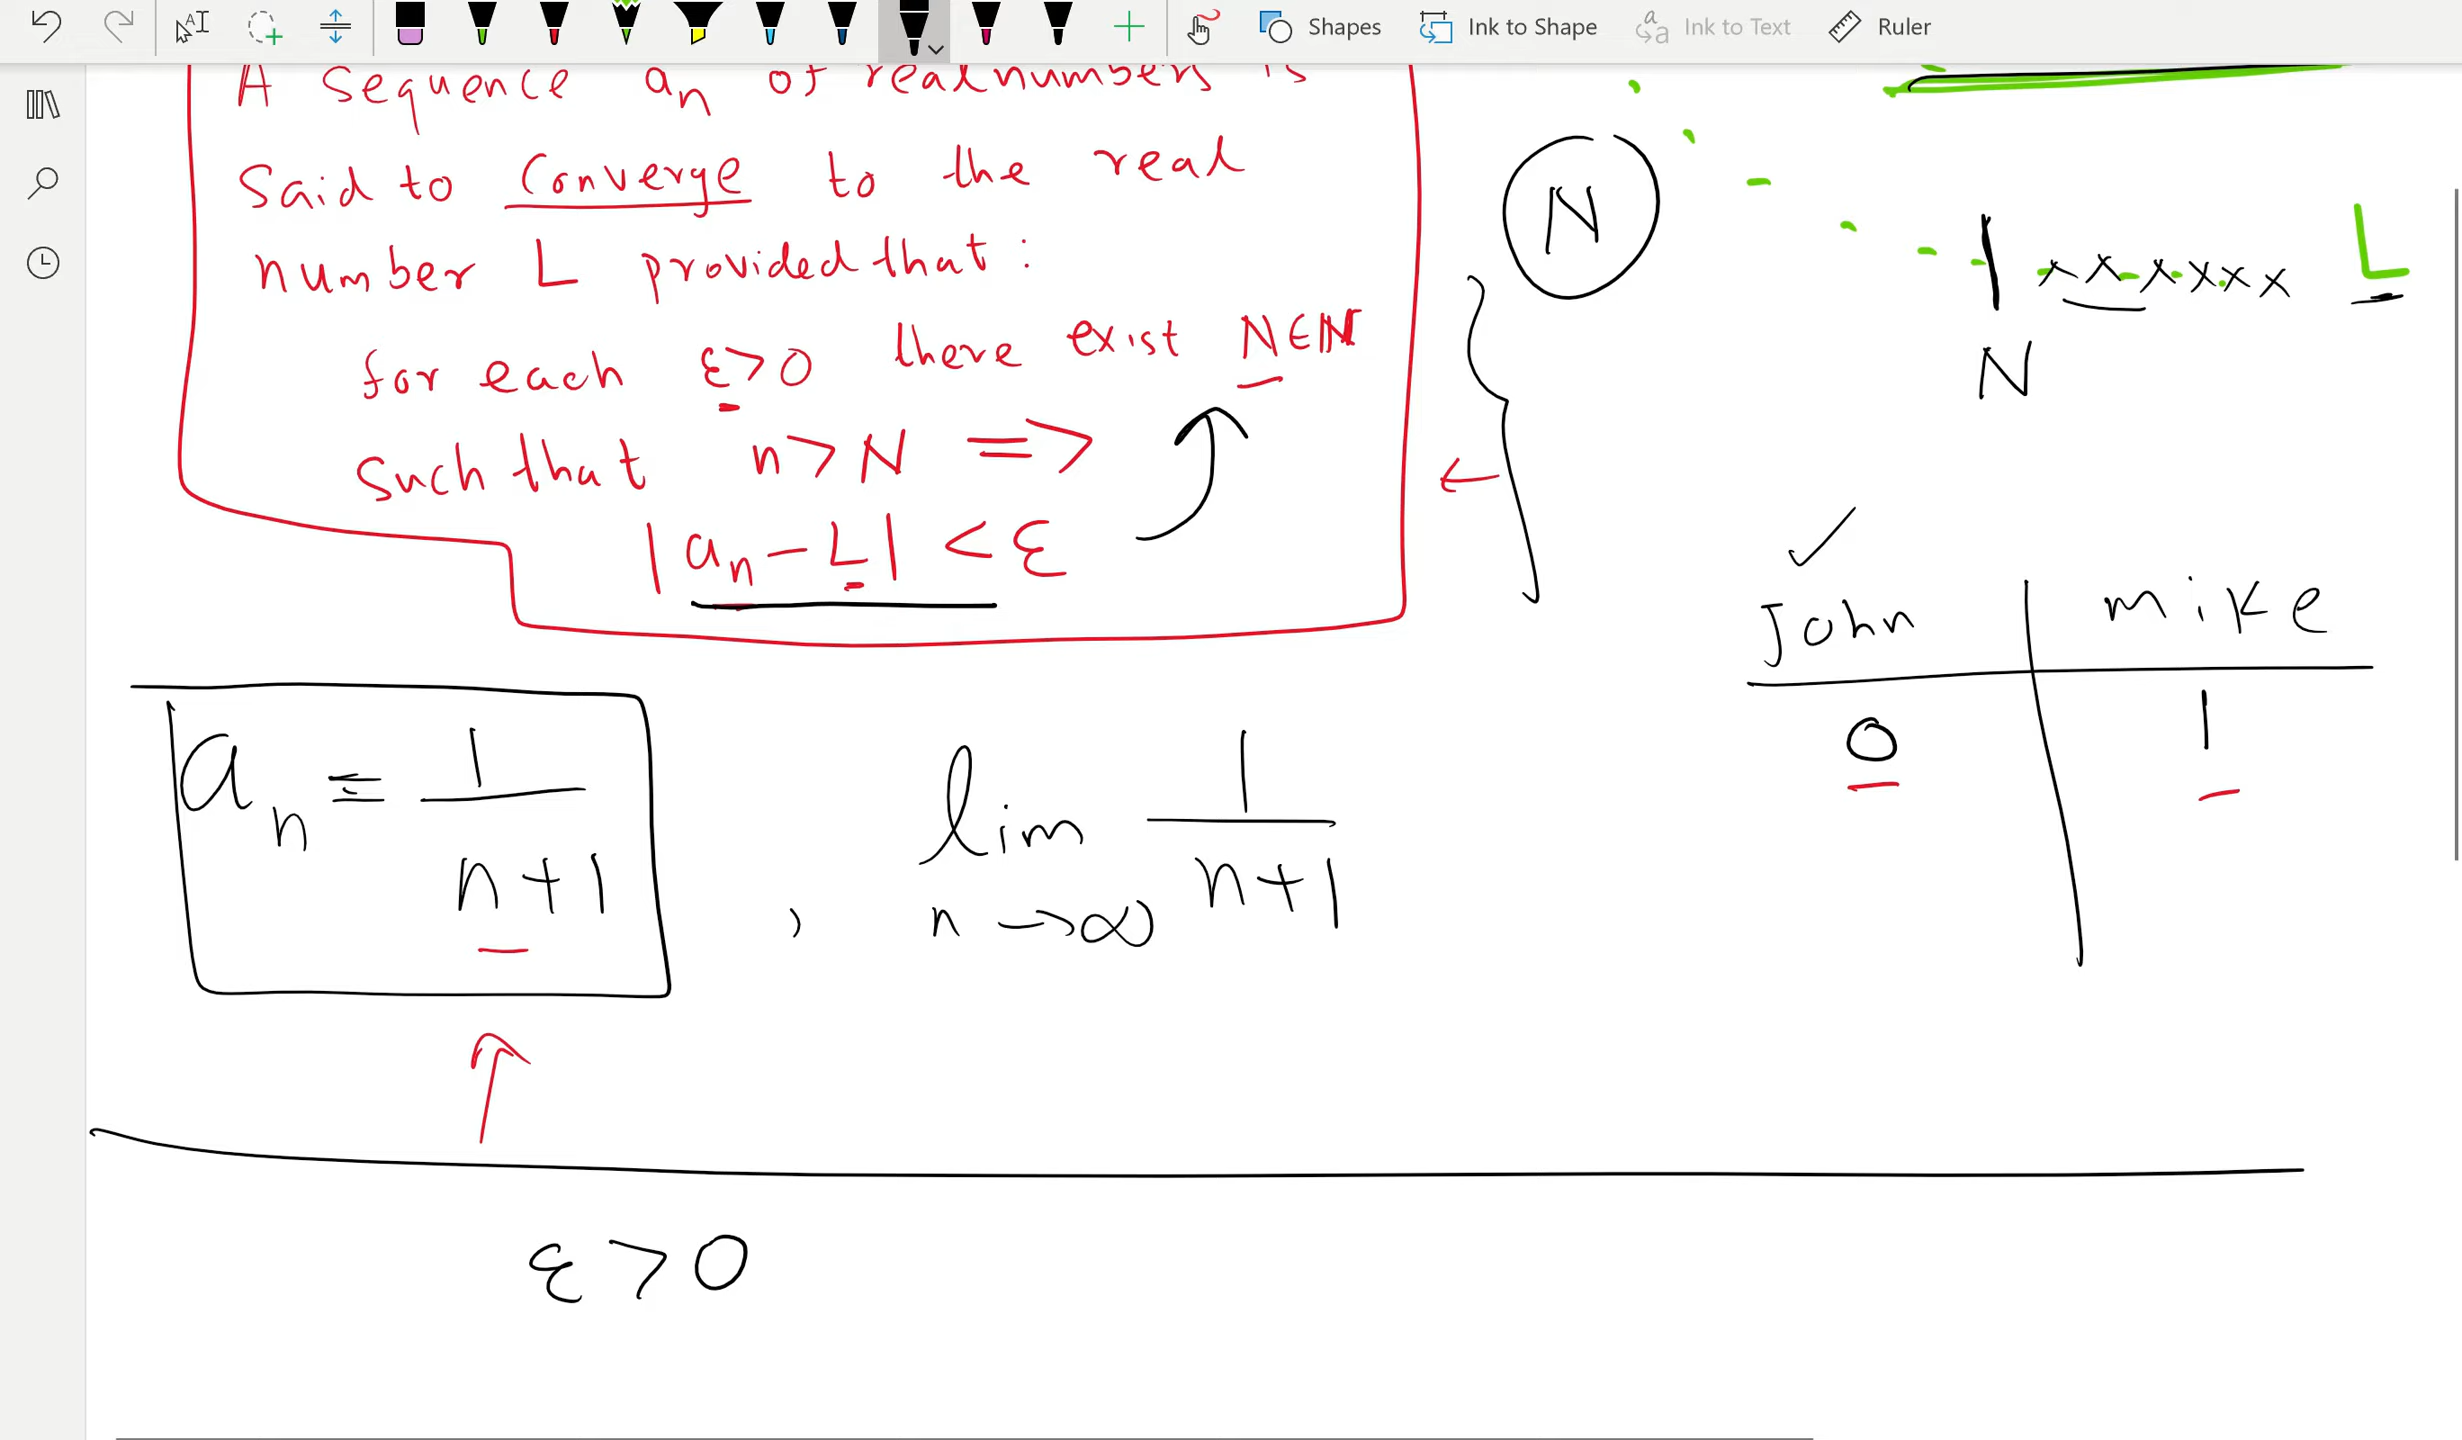 Shapes Ink to Shape Ink to Text Ruler
A Sequence aₙ of real numbers is
Said to Converge to the real
number L provided that :
for each ε>0 there exist N∈ℕ
Such that n>N =>
|aₙ-L| <ε
N
L
N
John mike
0 1
aₙ = 1/(n+1) , lim n→∞ 1/(n+1)
ε>0